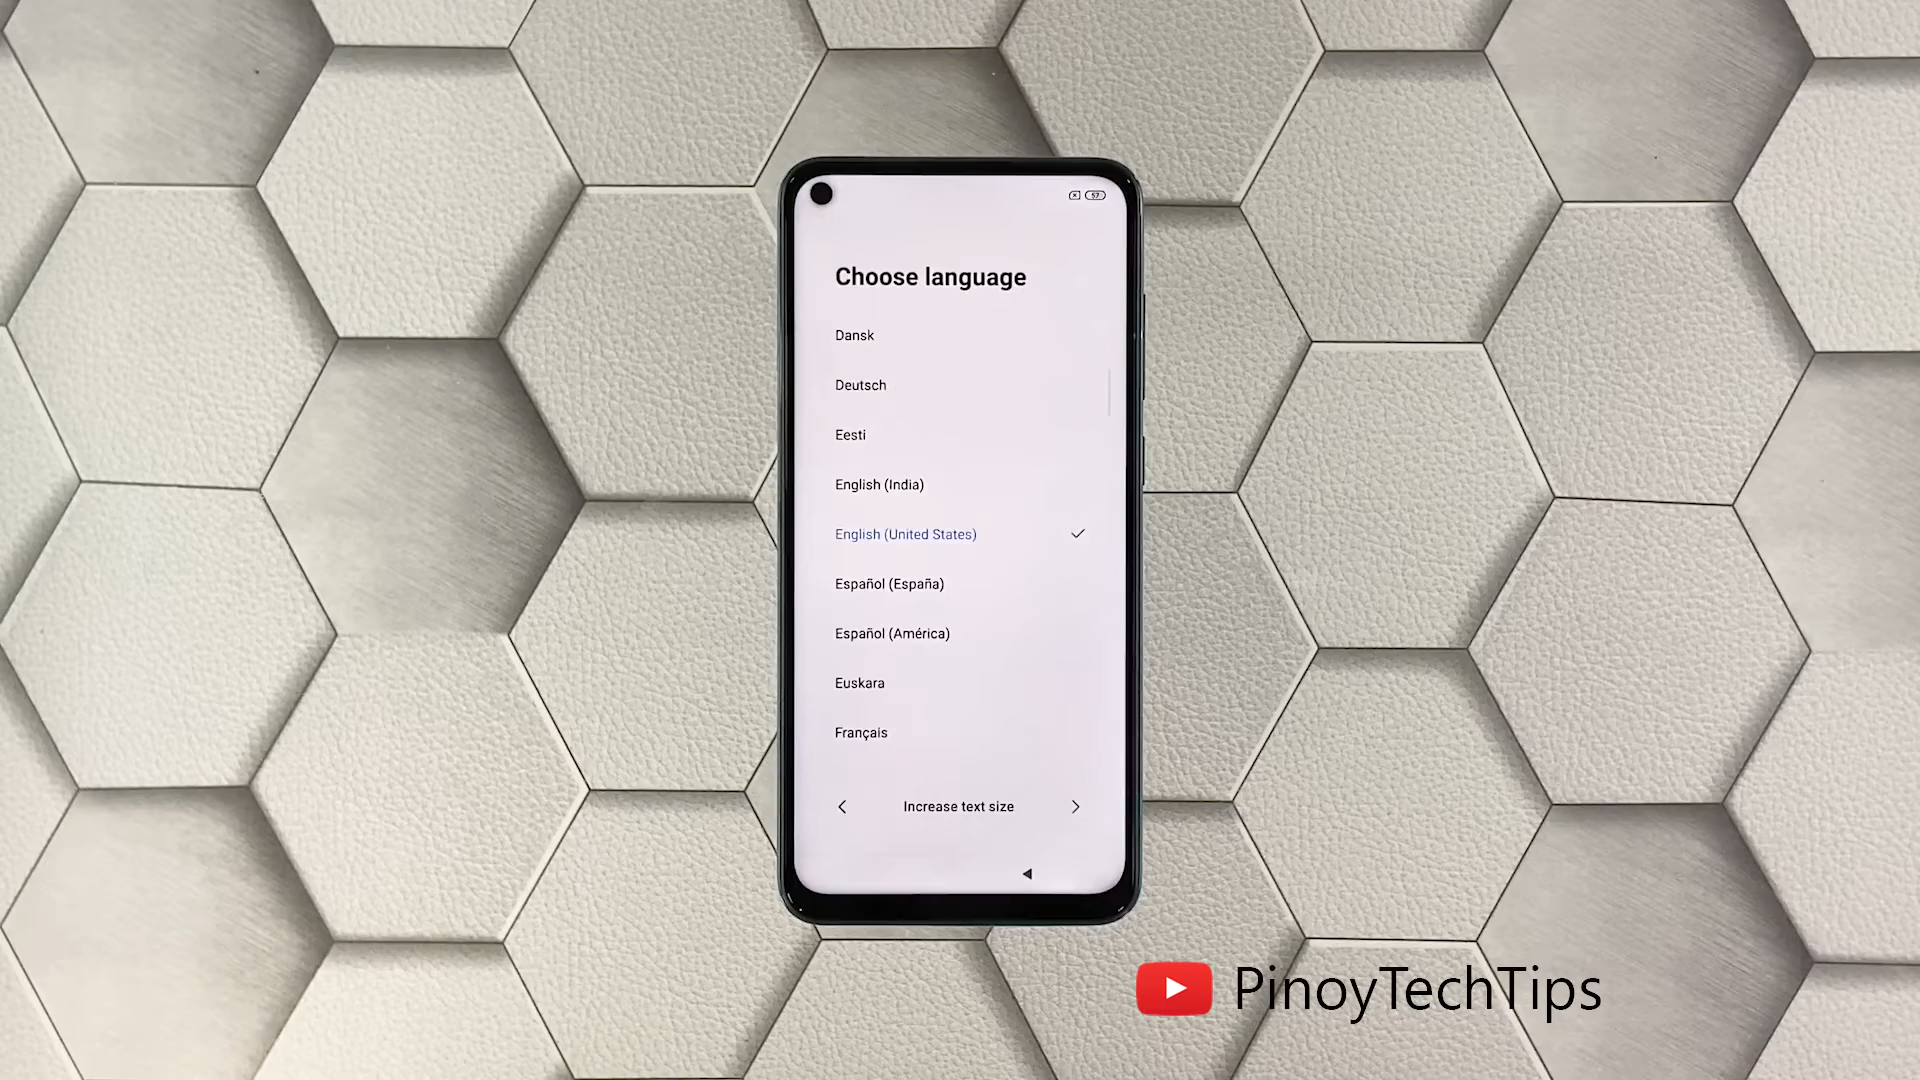 57
Choose language
Dansk
Deutsch
Eesti
English (India)
English (United States)
Español (España)
Español (América)
Euskara
Français
Increase text size
PinoyTechTips